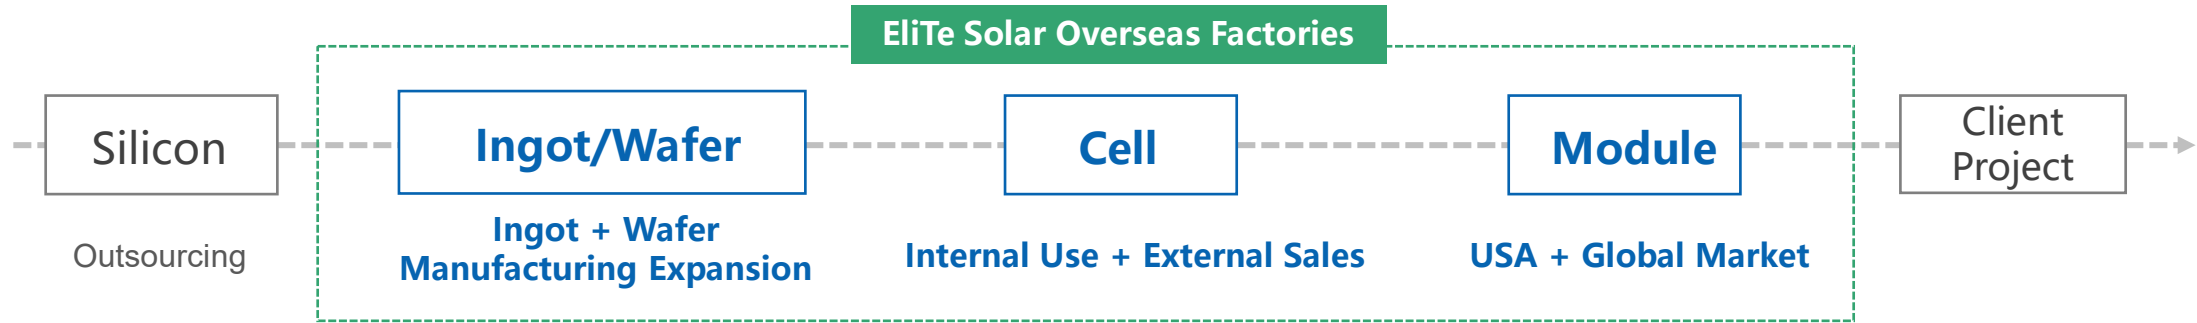 EliTe Solar Overseas Factories
Silicon
Ingot/Wafer
Cell
Module
Client
Project
Outsourcing
Ingot + Wafer
Manufacturing Expansion
Internal Use + External Sales
USA + Global Market